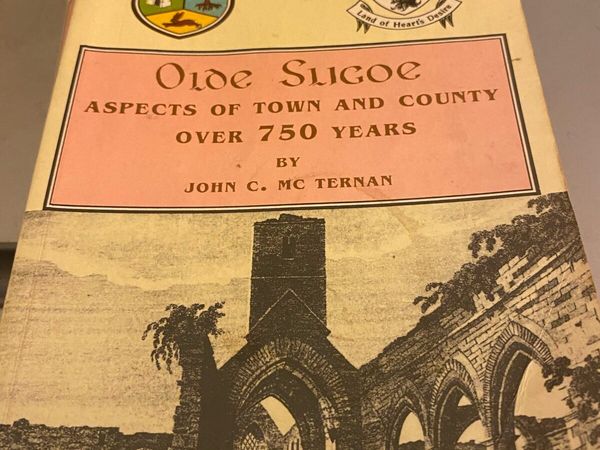 Land of Heart's Desire
Olde Sligoe
ASPECTS OF TOWN AND COUNTY
OVER 750 YEARS
BY
JOHN C. MC TERNAN